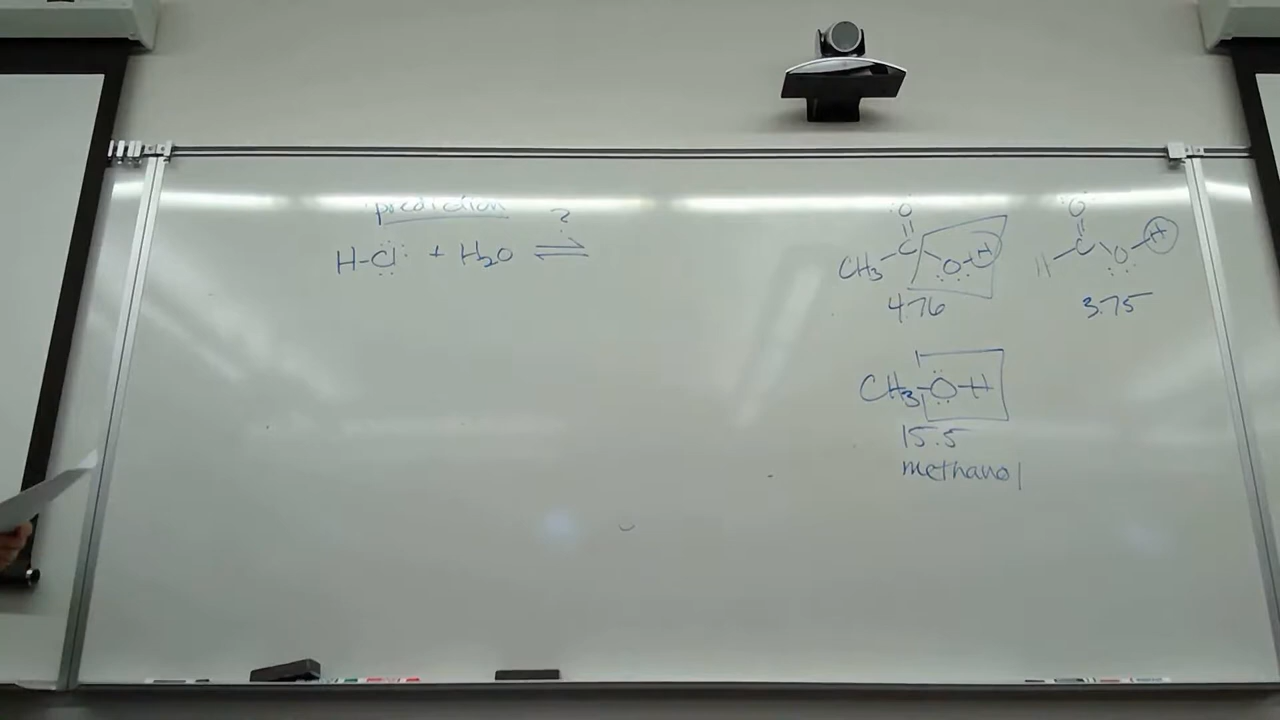 prediction
?
H-Cl + H₂O ⇌
O
CH₃ C O-H
4.76
O
H C O H
3.75
CH₃-O-H
15.5
methanol